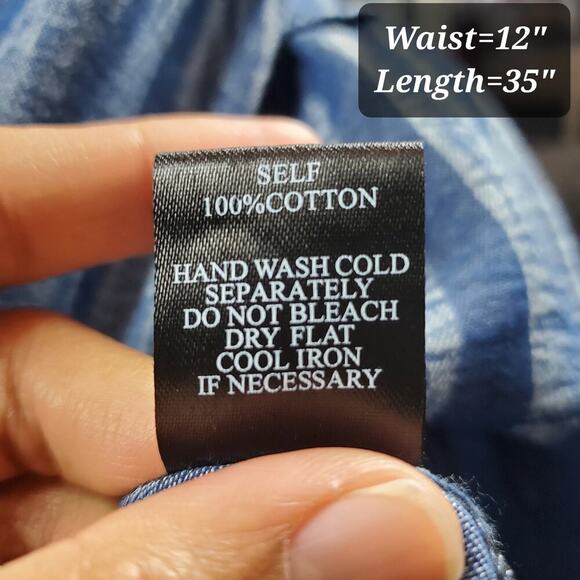 Waist=12"
Length=35"
SELF
100%COTTON
HAND WASH COLD
SEPARATELY
DO NOT BLEACH
DRY FLAT
COOL IRON
IF NECESSARY